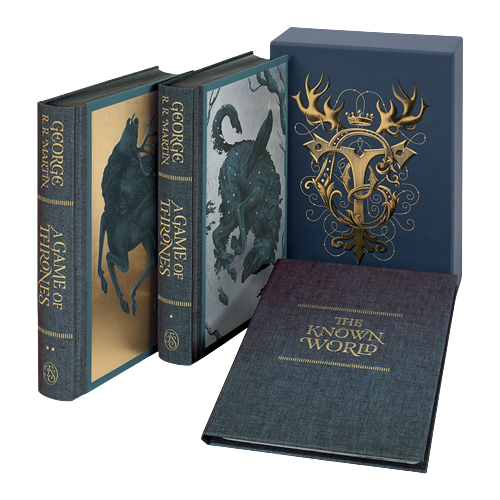 GEORGE
R. R. MARTIN
A GAME OF
THRONES
GEORGE
R. R. MARTIN
A GAME OF
THRONES
THE
KNOWN
WORLD